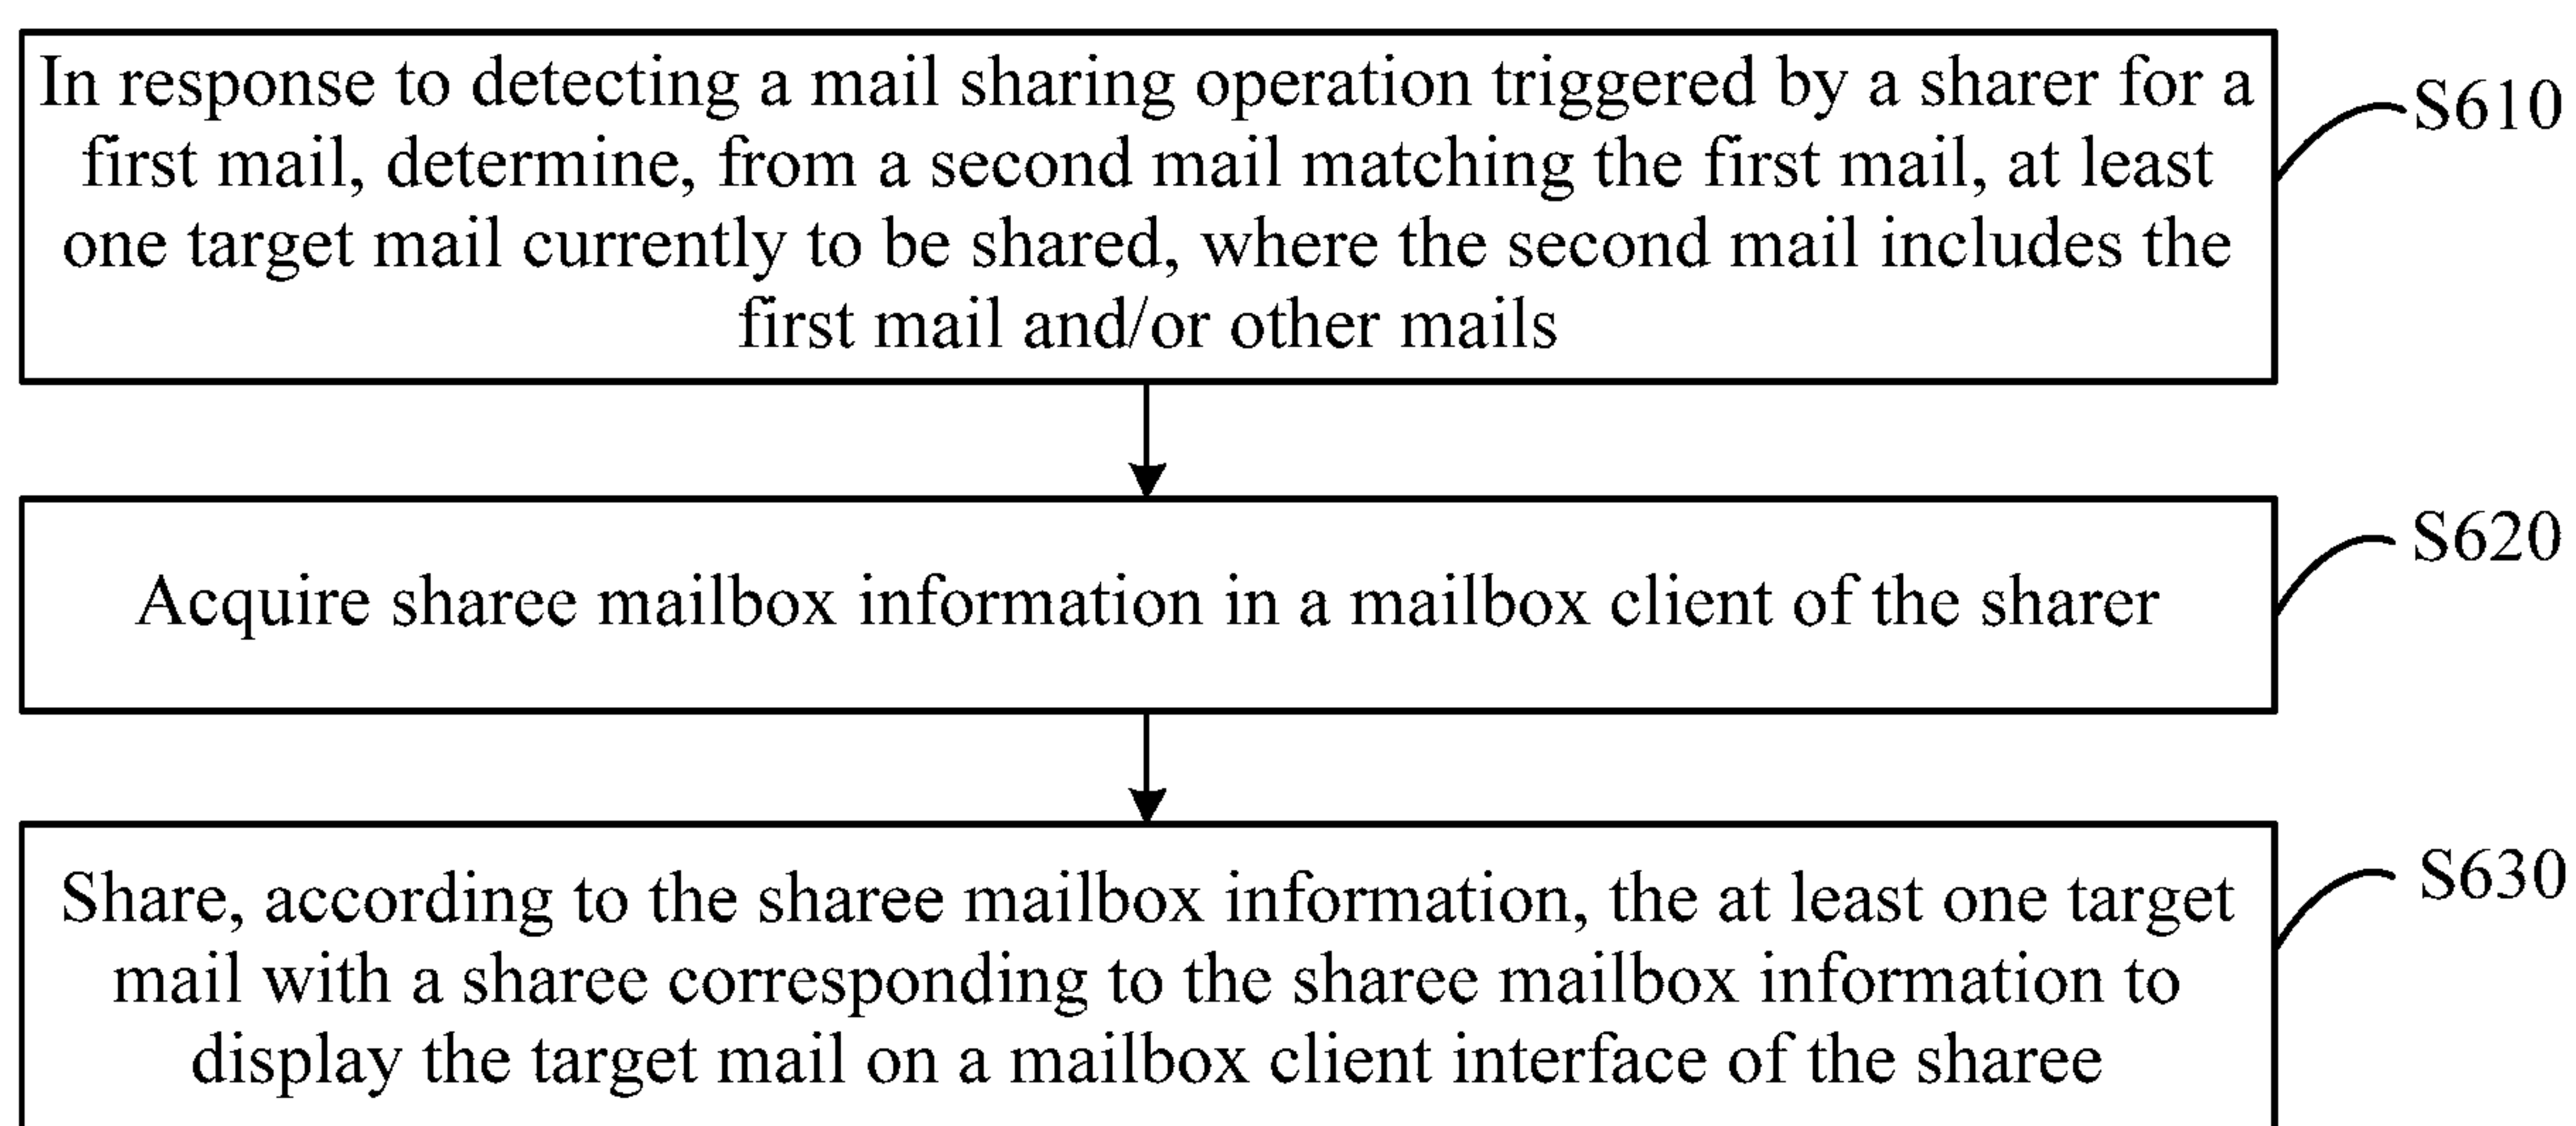 In response to detecting a mail sharing operation triggered by a sharer for a
first mail, determine, from a second mail matching the first mail, at least
one target mail currently to be shared, where the second mail includes the
first mail and/or other mails
S610
Acquire sharee mailbox information in a mailbox client of the sharer
S620
Share, according to the sharee mailbox information, the at least one target
mail with a sharee corresponding to the sharee mailbox information to
display the target mail on a mailbox client interface of the sharee
S630